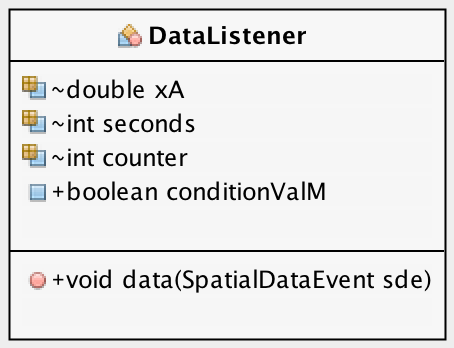 DataListener
~double xA
~int seconds
~int counter
+boolean conditionValM
+void data(SpatialDataEvent sde)